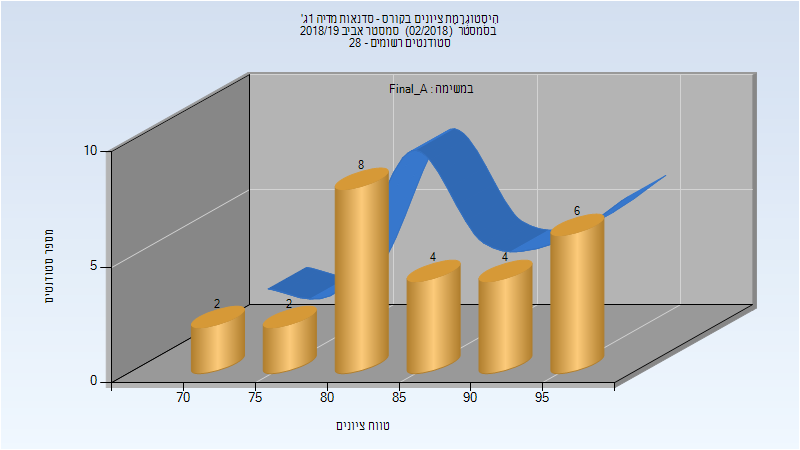 היסטוגרמת ציונים בקורס - סדנאות מדיה 1ג'
בסמסטר (02/2018) סמסטר אביב 2018/19
סטודנטים רשומים - 28
במשימה : Final_A
מספר סטודנטים
10
5
0
2
2
8
4
4
6
70
75
80
85
90
95
טווח ציונים